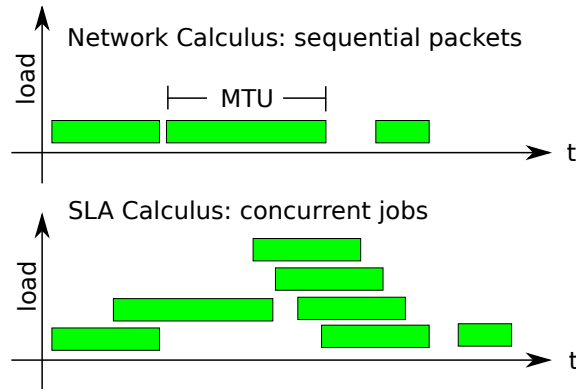 Network Calculus: sequential packets
load
MTU
t
SLA Calculus: concurrent jobs
load
t